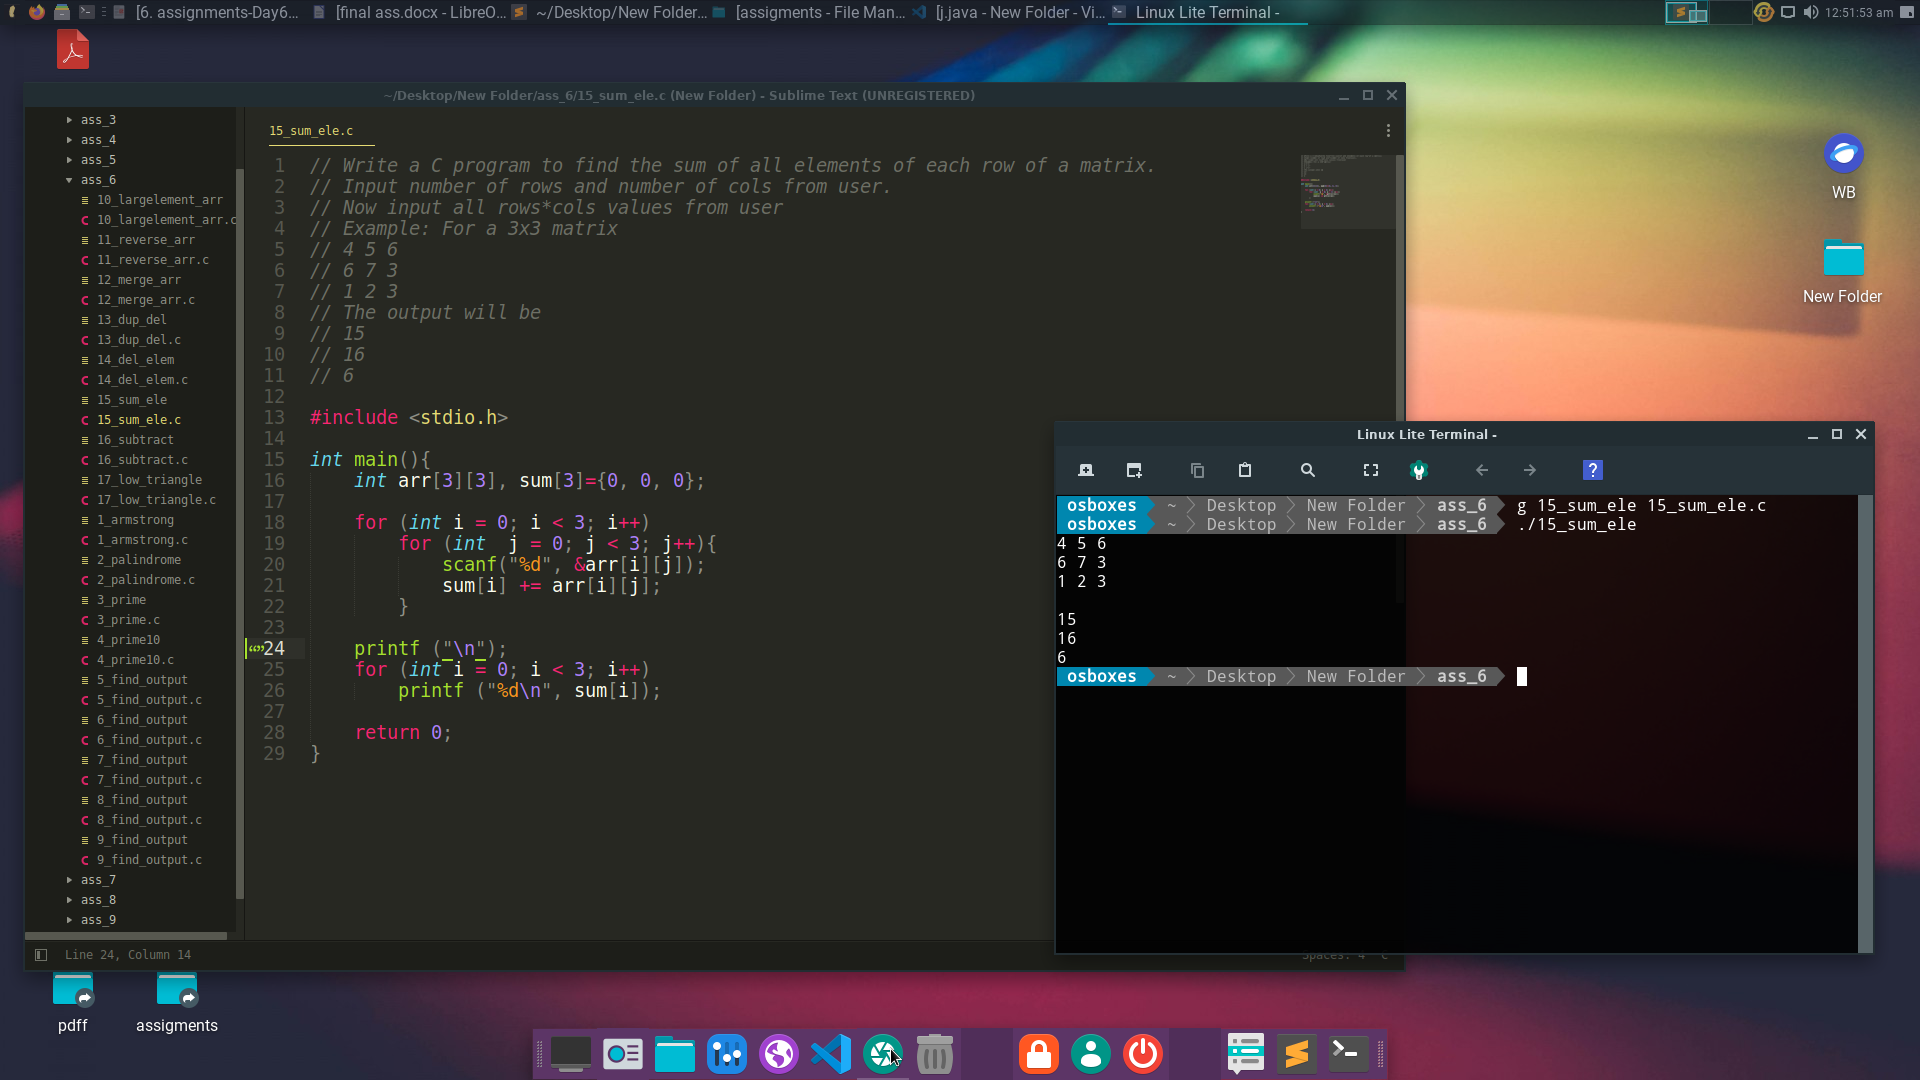 [6. assignments-Day6...
[final ass.docx - LibreO...
~/Desktop/New Folder...
[assigments - File Man...
[j.java - New Folder - Vi...
Linux Lite Terminal -
12:51:53 am
~/Desktop/New Folder/ass_6/15_sum_ele.c (New Folder) - Sublime Text (UNREGISTERED)
ass_3
ass_4
ass_5
ass_6
10_largelement_arr
10_largelement_arr.c
11_reverse_arr
11_reverse_arr.c
12_merge_arr
12_merge_arr.c
13_dup_del
13_dup_del.c
14_del_elem
14_del_elem.c
15_sum_ele
15_sum_ele.c
16_subtract
16_subtract.c
17_low_triangle
17_low_triangle.c
1_armstrong
1_armstrong.c
2_palindrome
2_palindrome.c
3_prime
3_prime.c
4_prime10
4_prime10.c
5_find_output
5_find_output.c
6_find_output
6_find_output.c
7_find_output
7_find_output.c
8_find_output
8_find_output.c
9_find_output
9_find_output.c
ass_7
ass_8
ass_9
15_sum_ele.c
1 // Write a C program to find the sum of all elements of each row of a matrix.
2 // Input number of rows and number of cols from user.
3 // Now input all rows*cols values from user
4 // Example: For a 3x3 matrix
5 // 4 5 6
6 // 6 7 3
7 // 1 2 3
8 // The output will be
9 // 15
10 // 16
11 // 6
12
13 #include <stdio.h>
14
15 int main(){
16 int arr[3][3], sum[3]={0, 0, 0};
17
18 for (int i = 0; i < 3; i++)
19 for (int  j = 0; j < 3; j++){
20 scanf("%d", &arr[i][j]);
21 sum[i] += arr[i][j];
22 }
23
24 printf ("\n");
25 for (int i = 0; i < 3; i++)
26 printf ("%d\n", sum[i]);
27
28 return 0;
29 }
Line 24, Column 14
Spaces: 4 C
Linux Lite Terminal -
osboxes ~ Desktop New Folder ass_6 g 15_sum_ele 15_sum_ele.c
osboxes ~ Desktop New Folder ass_6 ./15_sum_ele
4 5 6
6 7 3
1 2 3
15
16
6
osboxes ~ Desktop New Folder ass_6
WB
New Folder
pdff
assigments